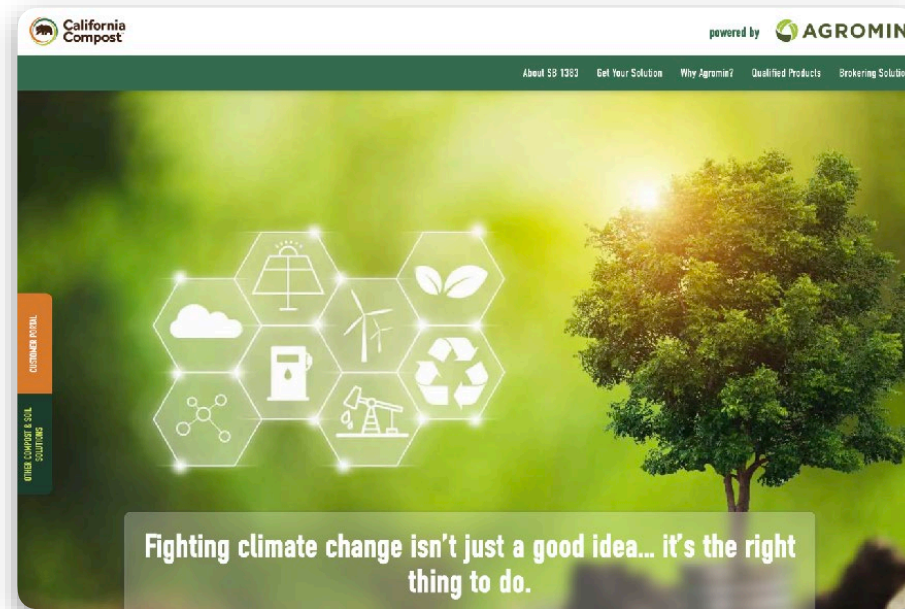 California
Compost
powered by
AGROMIN
About SB 1383 Get Your Solution Why Agromin? Qualified Products Brokering Solution
CUSTOMER PORTAL
OTHER COMPOST & SOIL
SOLUTIONS
Fighting climate change isn't just a good idea... it's the right
thing to do.